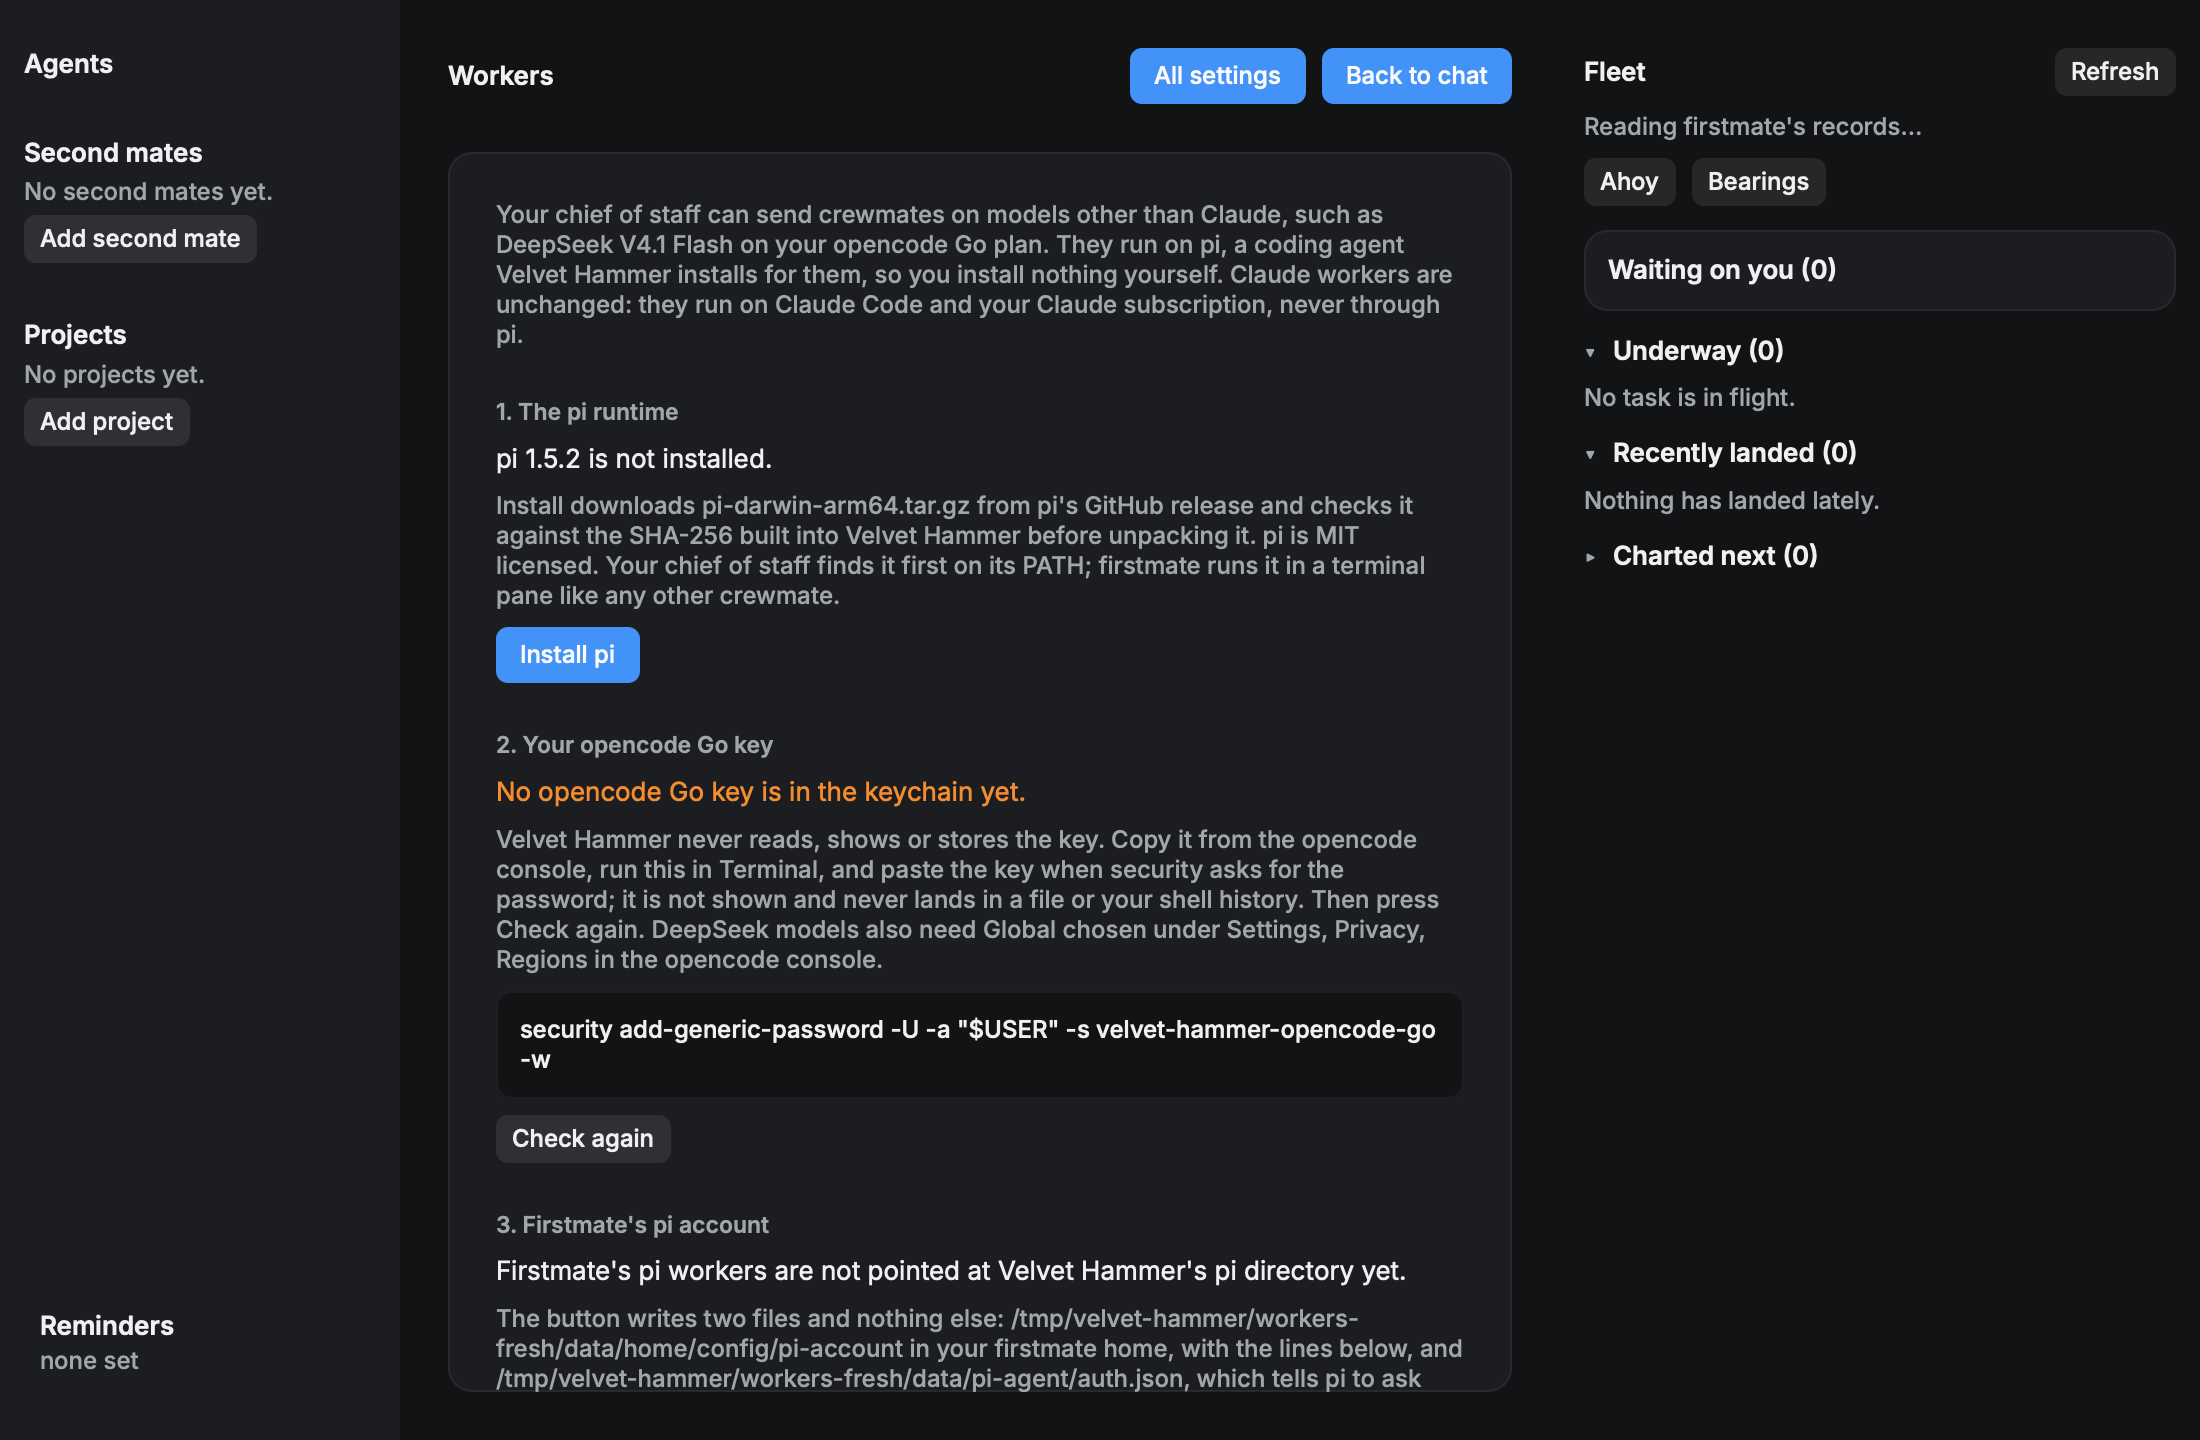 Agents
Second mates
No second mates yet.
Add second mate
Projects
No projects yet.
Add project
Reminders
none set
Workers
All settings
Back to chat
Your chief of staff can send crewmates on models other than Claude, such as
DeepSeek V4.1 Flash on your opencode Go plan. They run on pi, a coding agent
Velvet Hammer installs for them, so you install nothing yourself. Claude workers are
unchanged: they run on Claude Code and your Claude subscription, never through
pi.
1. The pi runtime
pi 1.5.2 is not installed.
Install downloads pi-darwin-arm64.tar.gz from pi's GitHub release and checks it
against the SHA-256 built into Velvet Hammer before unpacking it. pi is MIT
licensed. Your chief of staff finds it first on its PATH; firstmate runs it in a terminal
pane like any other crewmate.
Install pi
2. Your opencode Go key
No opencode Go key is in the keychain yet.
Velvet Hammer never reads, shows or stores the key. Copy it from the opencode
console, run this in Terminal, and paste the key when security asks for the
password; it is not shown and never lands in a file or your shell history. Then press
Check again. DeepSeek models also need Global chosen under Settings, Privacy,
Regions in the opencode console.
security add-generic-password -U -a "$USER" -s velvet-hammer-opencode-go
-w
Check again
3. Firstmate's pi account
Firstmate's pi workers are not pointed at Velvet Hammer's pi directory yet.
The button writes two files and nothing else: /tmp/velvet-hammer/workers-
fresh/data/home/config/pi-account in your firstmate home, with the lines below, and
/tmp/velvet-hammer/workers-fresh/data/pi-agent/auth.json, which tells pi to ask
Fleet
Refresh
Reading firstmate's records...
Ahoy
Bearings
Waiting on you (0)
Underway (0)
No task is in flight.
Recently landed (0)
Nothing has landed lately.
Charted next (0)